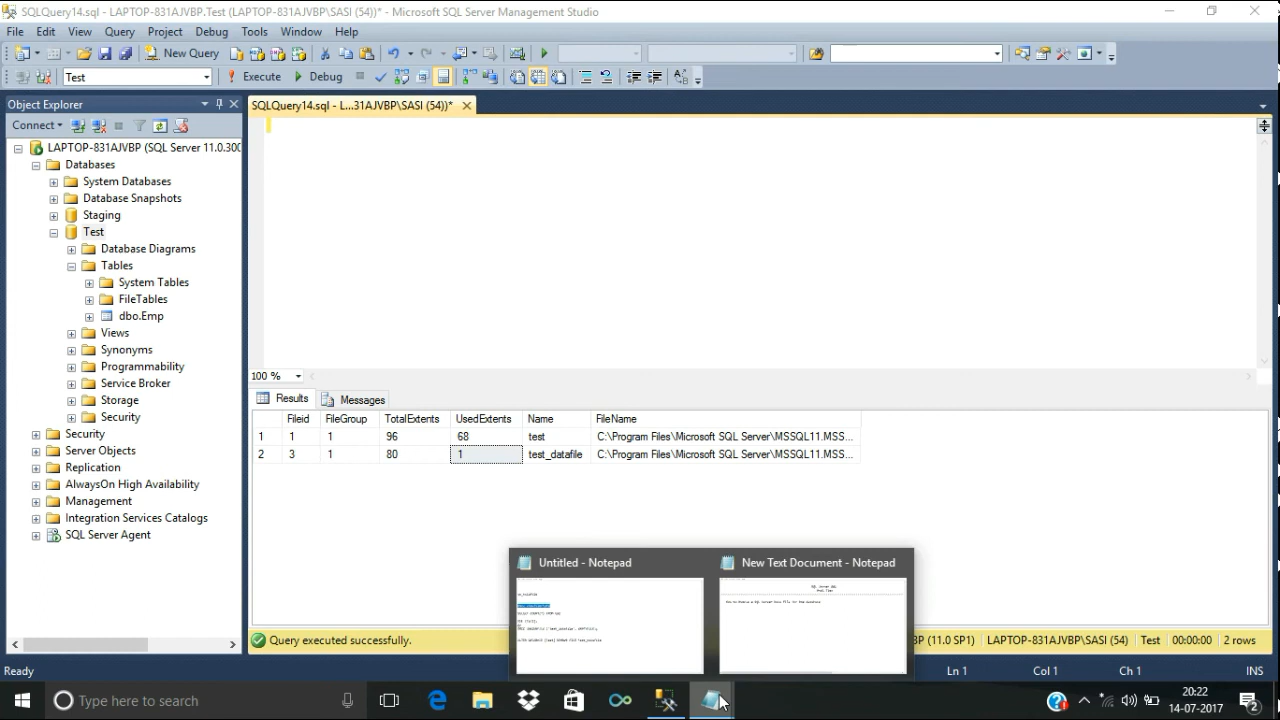 SQLQuery14.sql - LAPTOP-831AJVBP.Test (LAPTOP-831AJVBP\SASI (54))* - Microsoft SQL Server Management Studio
File Edit View Query Project Debug Tools Window Help
New Query
Test Execute Debug
Object Explorer
SQLQuery14.sql - L...31AJVBP\SASI (54))*
Connect
LAPTOP-831AJVBP (SQL Server 11.0.300
Databases
System Databases
Database Snapshots
Staging
Test
Database Diagrams
Tables
System Tables
FileTables
dbo.Emp
Views
Synonyms
Programmability
Service Broker
Storage
Security
Security
Server Objects
Replication
AlwaysOn High Availability
Management
Integration Services Catalogs
SQL Server Agent
100 %
Results Messages
Fileid FileGroup TotalExtents UsedExtents Name FileName
1 1 1 96 68 test C:\Program Files\Microsoft SQL Server\MSSQL11.MSS...
2 3 1 80 1 test_datafile C:\Program Files\Microsoft SQL Server\MSSQL11.MSS...
Untitled - Notepad
New Text Document - Notepad
Query executed successfully.
(11.0 SP1) LAPTOP-831AJVBP\SASI (54) Test 00:00:00 2 rows
Ready Ln 1 Col 1 Ch 1 INS
Type here to search
20:22
14-07-2017
2